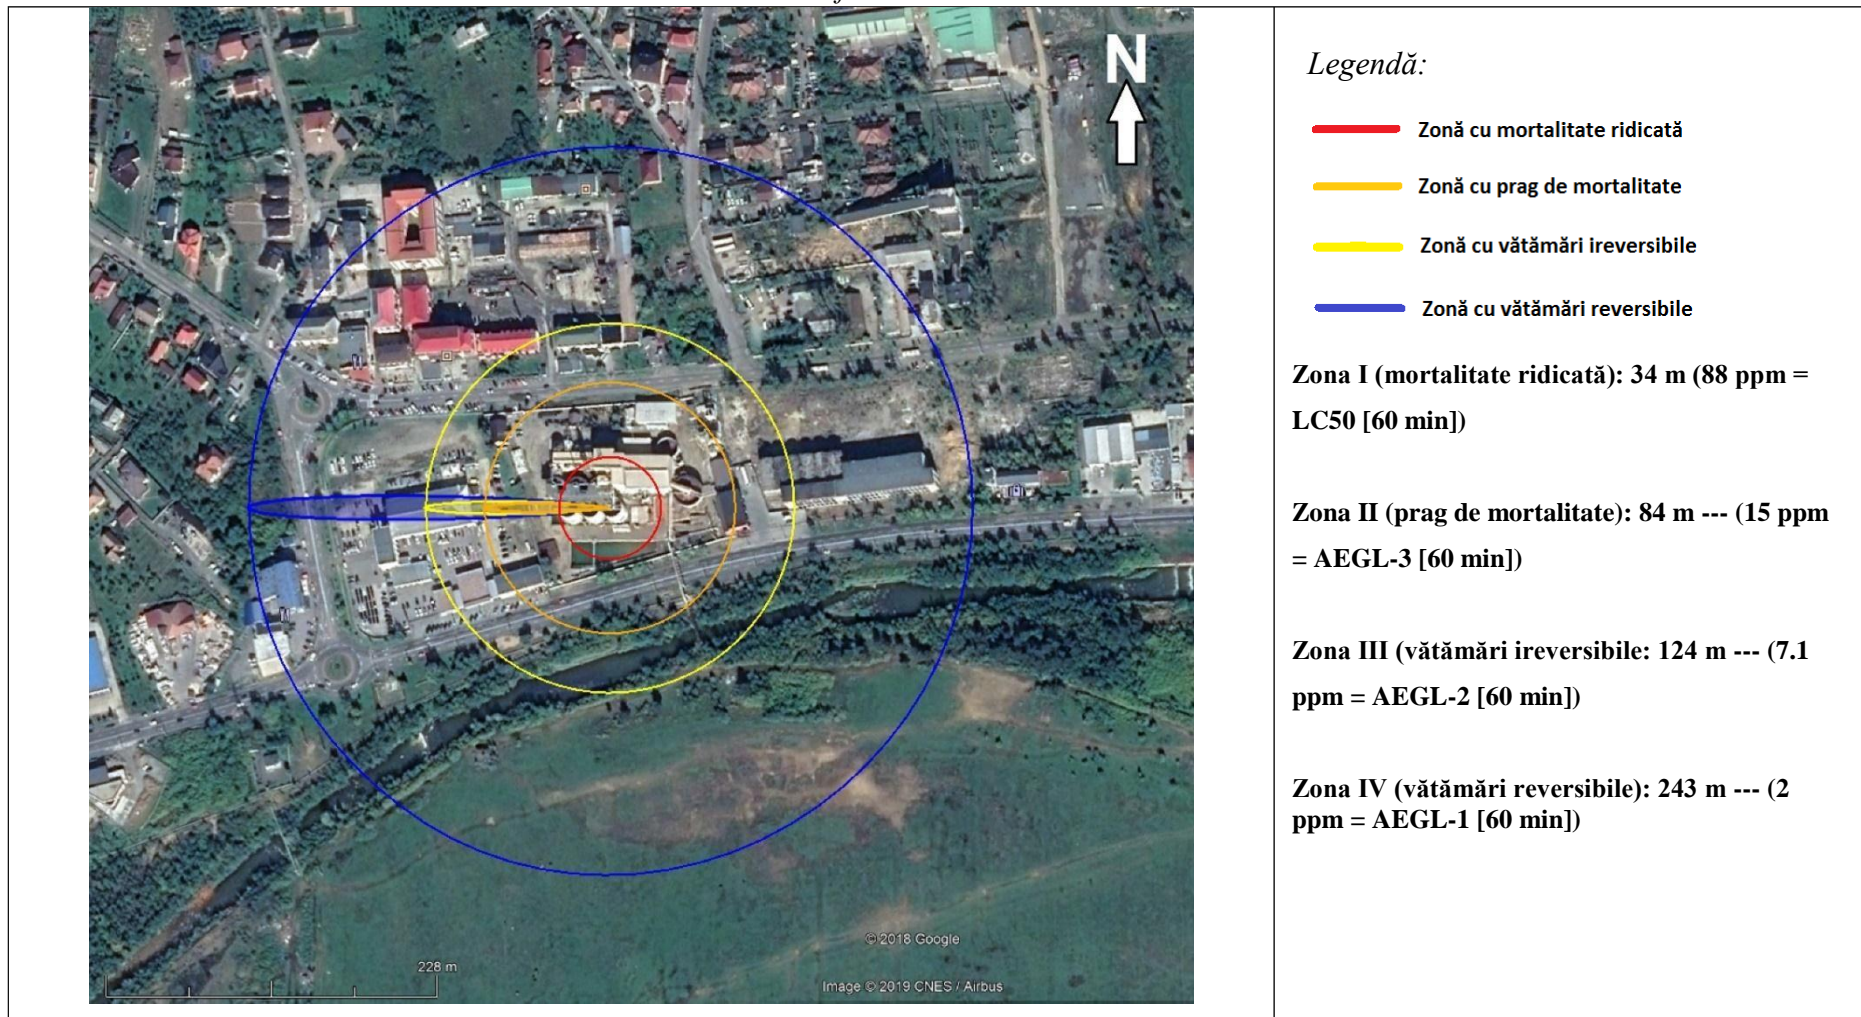 N
228 m
© 2018 Google
Image © 2019 CNES / Airbus
Legendă:
Zonă cu mortalitate ridicată
Zonă cu prag de mortalitate
Zonă cu vătămări ireversibile
Zonă cu vătămări reversibile
Zona I (mortalitate ridicată): 34 m (88 ppm =
LC50 [60 min])
Zona II (prag de mortalitate): 84 m --- (15 ppm
= AEGL-3 [60 min])
Zona III (vătămări ireversibile: 124 m --- (7.1
ppm = AEGL-2 [60 min])
Zona IV (vătămări reversibile): 243 m --- (2
ppm = AEGL-1 [60 min])